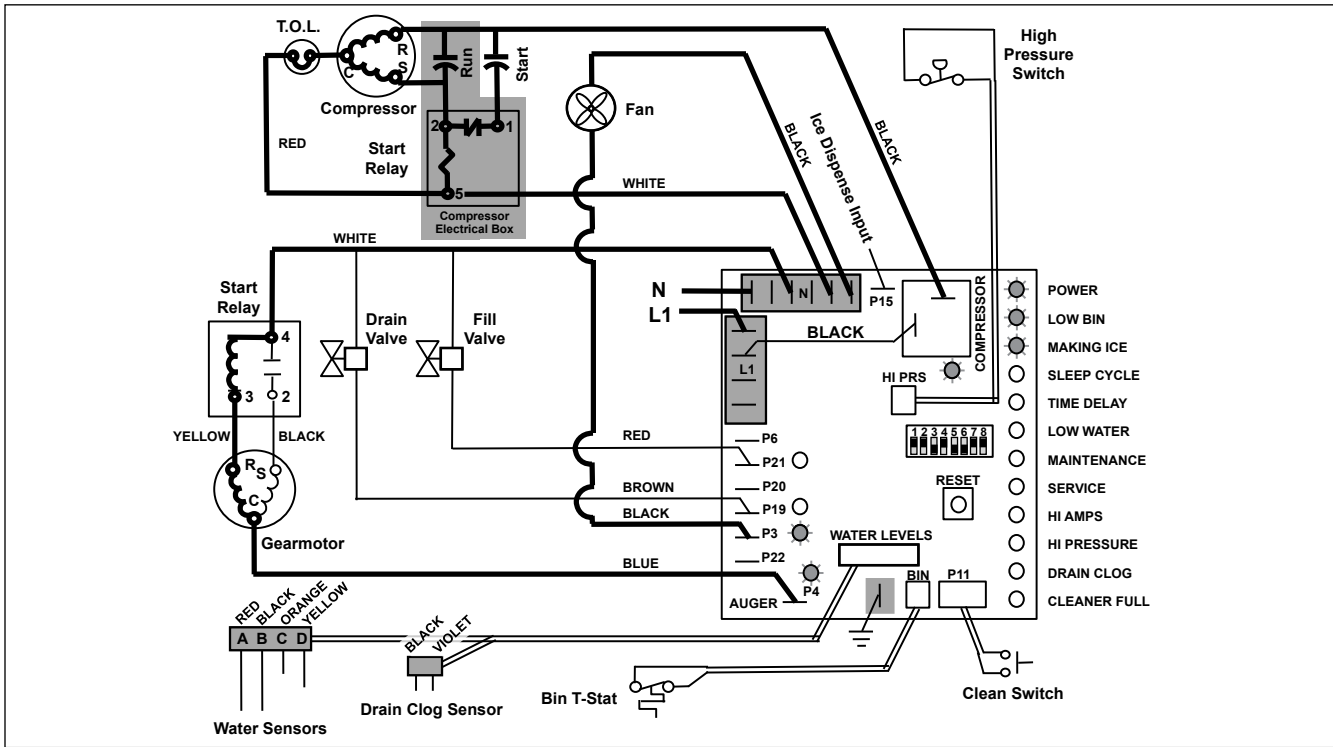 T.O.L.
R
S
C
Compressor
Run
Start
RED
Start
Relay
2
1
5
Compressor
Electrical Box
WHITE
Fan
BLACK
BLACK
Ice Dispense Input
High
Pressure
Switch
WHITE
Start
Relay
4
3
2
YELLOW
BLACK
R
S
C
Gearmotor
Drain
Valve
Fill
Valve
N
L1
N
L1
P15
BLACK
COMPRESSOR
HI PRS
1 2 3 4 5 6 7 8
RESET
RED
BROWN
BLACK
BLUE
P6
P21
P20
P19
P3
P22
P4
AUGER
WATER LEVELS
BIN
P11
POWER
LOW BIN
MAKING ICE
SLEEP CYCLE
TIME DELAY
LOW WATER
MAINTENANCE
SERVICE
HI AMPS
HI PRESSURE
DRAIN CLOG
CLEANER FULL
RED
BLACK
ORANGE
YELLOW
A B C D
Water Sensors
BLACK
VIOLET
Drain Clog Sensor
Bin T-Stat
Clean Switch